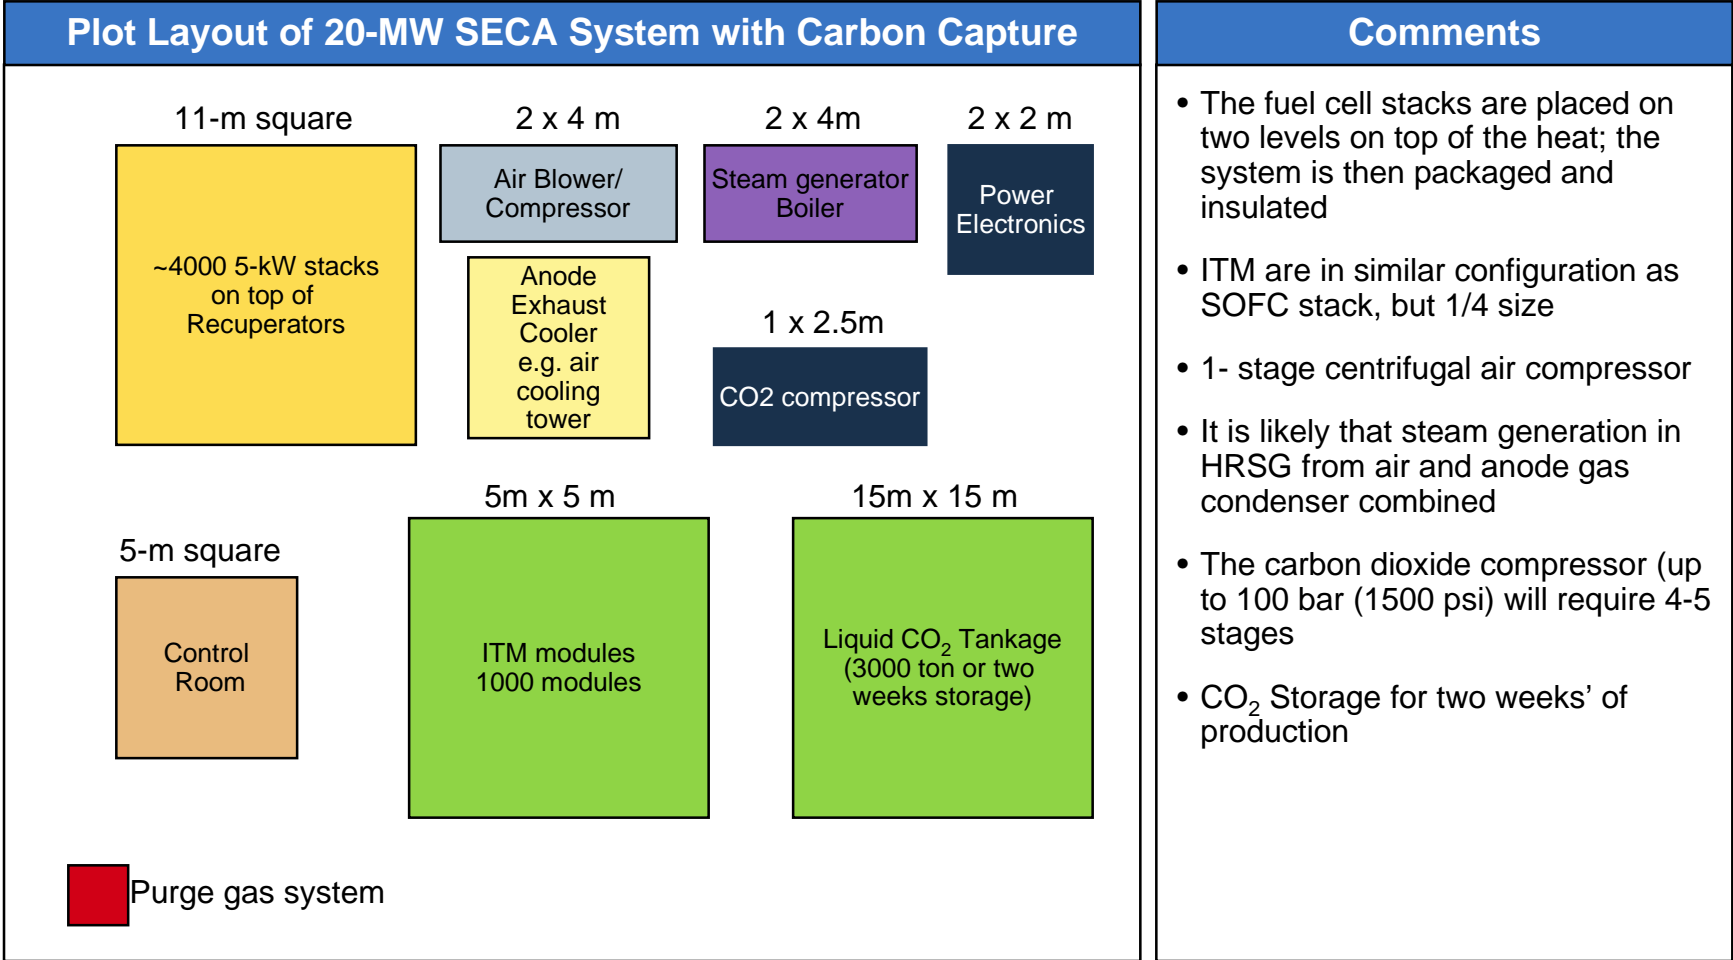 Plot Layout of 20-MW SECA System with Carbon Capture
11-m square
2 x 4 m
2 x 4m
2 x 2 m
~4000 5-kW stacks
on top of
Recuperators
Air Blower/
Compressor
Steam generator
Boiler
Power
Electronics
Anode
Exhaust
Cooler
e.g. air
cooling
tower
1 x 2.5m
CO2 compressor
5-m square
5m x 5 m
15m x 15 m
Control
Room
ITM modules
1000 modules
Liquid CO₂ Tankage
(3000 ton or two
weeks storage)
Purge gas system
Comments
• The fuel cell stacks are placed on
two levels on top of the heat; the
system is then packaged and
insulated
• ITM are in similar configuration as
SOFC stack, but 1/4 size
• 1- stage centrifugal air compressor
• It is likely that steam generation in
HRSG from air and anode gas
condenser combined
• The carbon dioxide compressor (up
to 100 bar (1500 psi) will require 4-5
stages
• CO₂ Storage for two weeks’ of
production